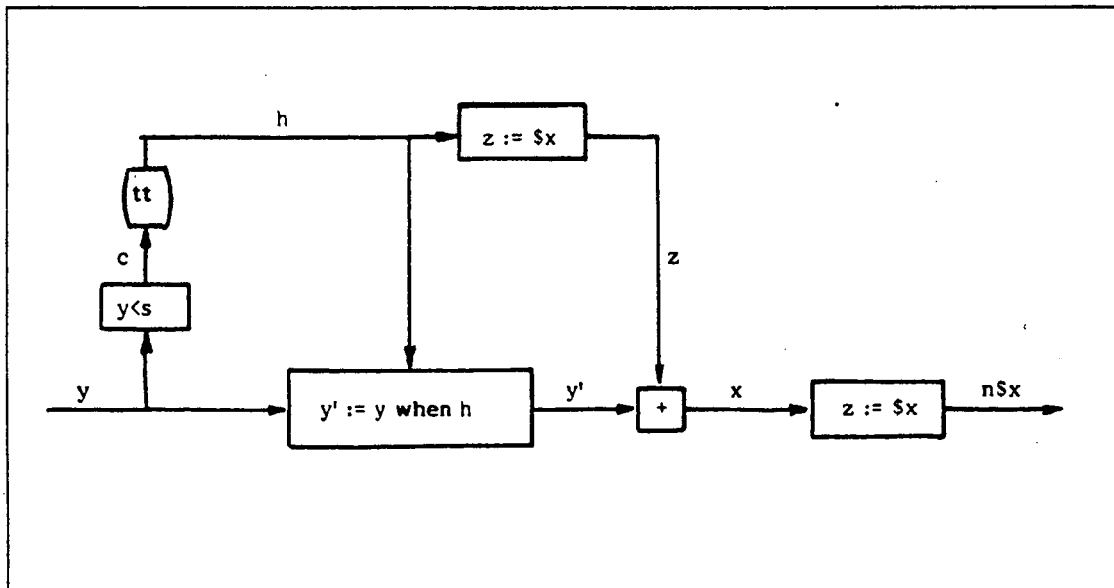 h
z := $x
tt
c
z
y<s
y
y' := y when h
y'
+
x
z := $x
n$x